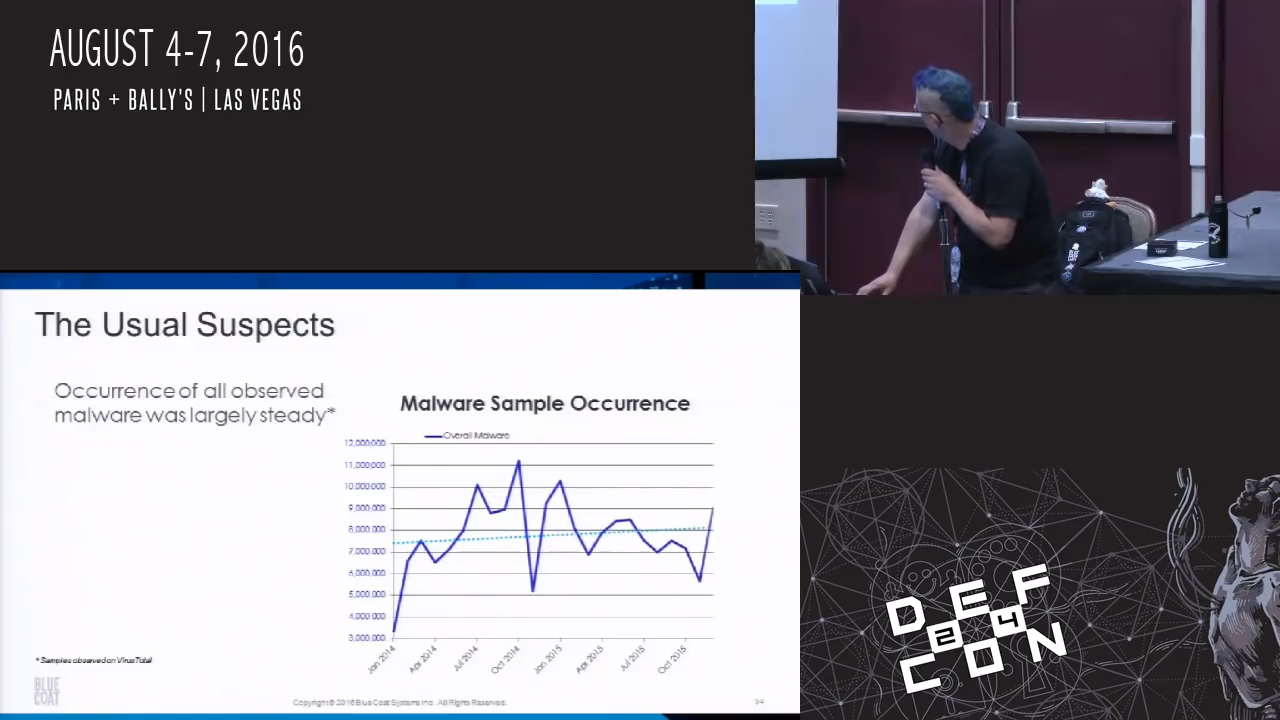 AUGUST 4-7, 2016
PARIS + BALLY'S | LAS VEGAS
The Usual Suspects
Occurrence of all observed
malware was largely steady*
Malware Sample Occurrence
Overall Malware
12,000,000
11,000,000
10,000,000
9,000,000
8,000,000
7,000,000
6,000,000
5,000,000
4,000,000
3,000,000
Jan 2014
Apr 2014
Jul 2014
Oct 2014
Jan 2015
Apr 2015
Jul 2015
Oct 2015
* Samples observed on VirusTotal
BLUE
COAT
Copyright © 2016 Blue Coat Systems Inc. All Rights Reserved.
34
DEF
24
CON